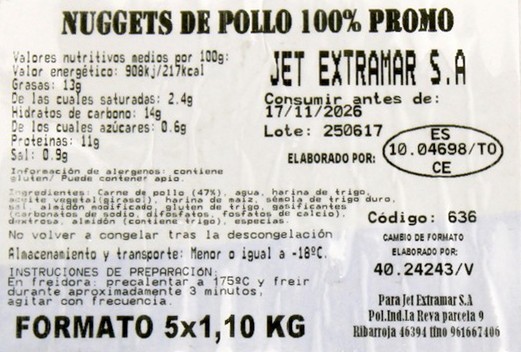 NUGGETS DE POLLO 100% PROMO
Valores nutritivos medios por 100g:
Valor energético: 908kj/217kcal
Grasas: 13g
De las cuales saturadas: 2.4g
Hidratos de carbono: 14g
De los cuales azúcares: 0.6g
Proteinas: 11g
Sal: 0.9g
JET EXTRAMAR S.A
Consumir antes de:
17/11/2026
Lote: 250617
ELABORADO POR:
ES
10.04698/TO
CE
Información de alergenos: contiene
gluten/ Puede contener apio.
Ingredientes: Carne de pollo (47%), agua, harina de trigo,
aceite vegetal(girasol), harina de maiz, sémola de trigo duro,
sal, almidón modificado, gluten de trigo, gasificantes
(carbonatos de sodio, difosfatos, fosfatos de calcio),
dextrosa, almidón (contiene trigo), especias.
No volver a congelar tras la descongelación
Almacenamiento y transporte: Menor o igual a -18ºC.
INSTRUCIONES DE PREPARACIÓN:
En freidora: precalentar a 175ºC y freir
durante aproximadamente 3 minutos,
agitar con frecuencia.
FORMATO 5x1,10 KG
Código: 636
CAMBIO DE FORMATO
ELABORADO POR:
40.24243/V
Para Jet Extramar S.A
Pol.Ind.la Reva parcela 9
Ribarroja 46394 tlno 961667406